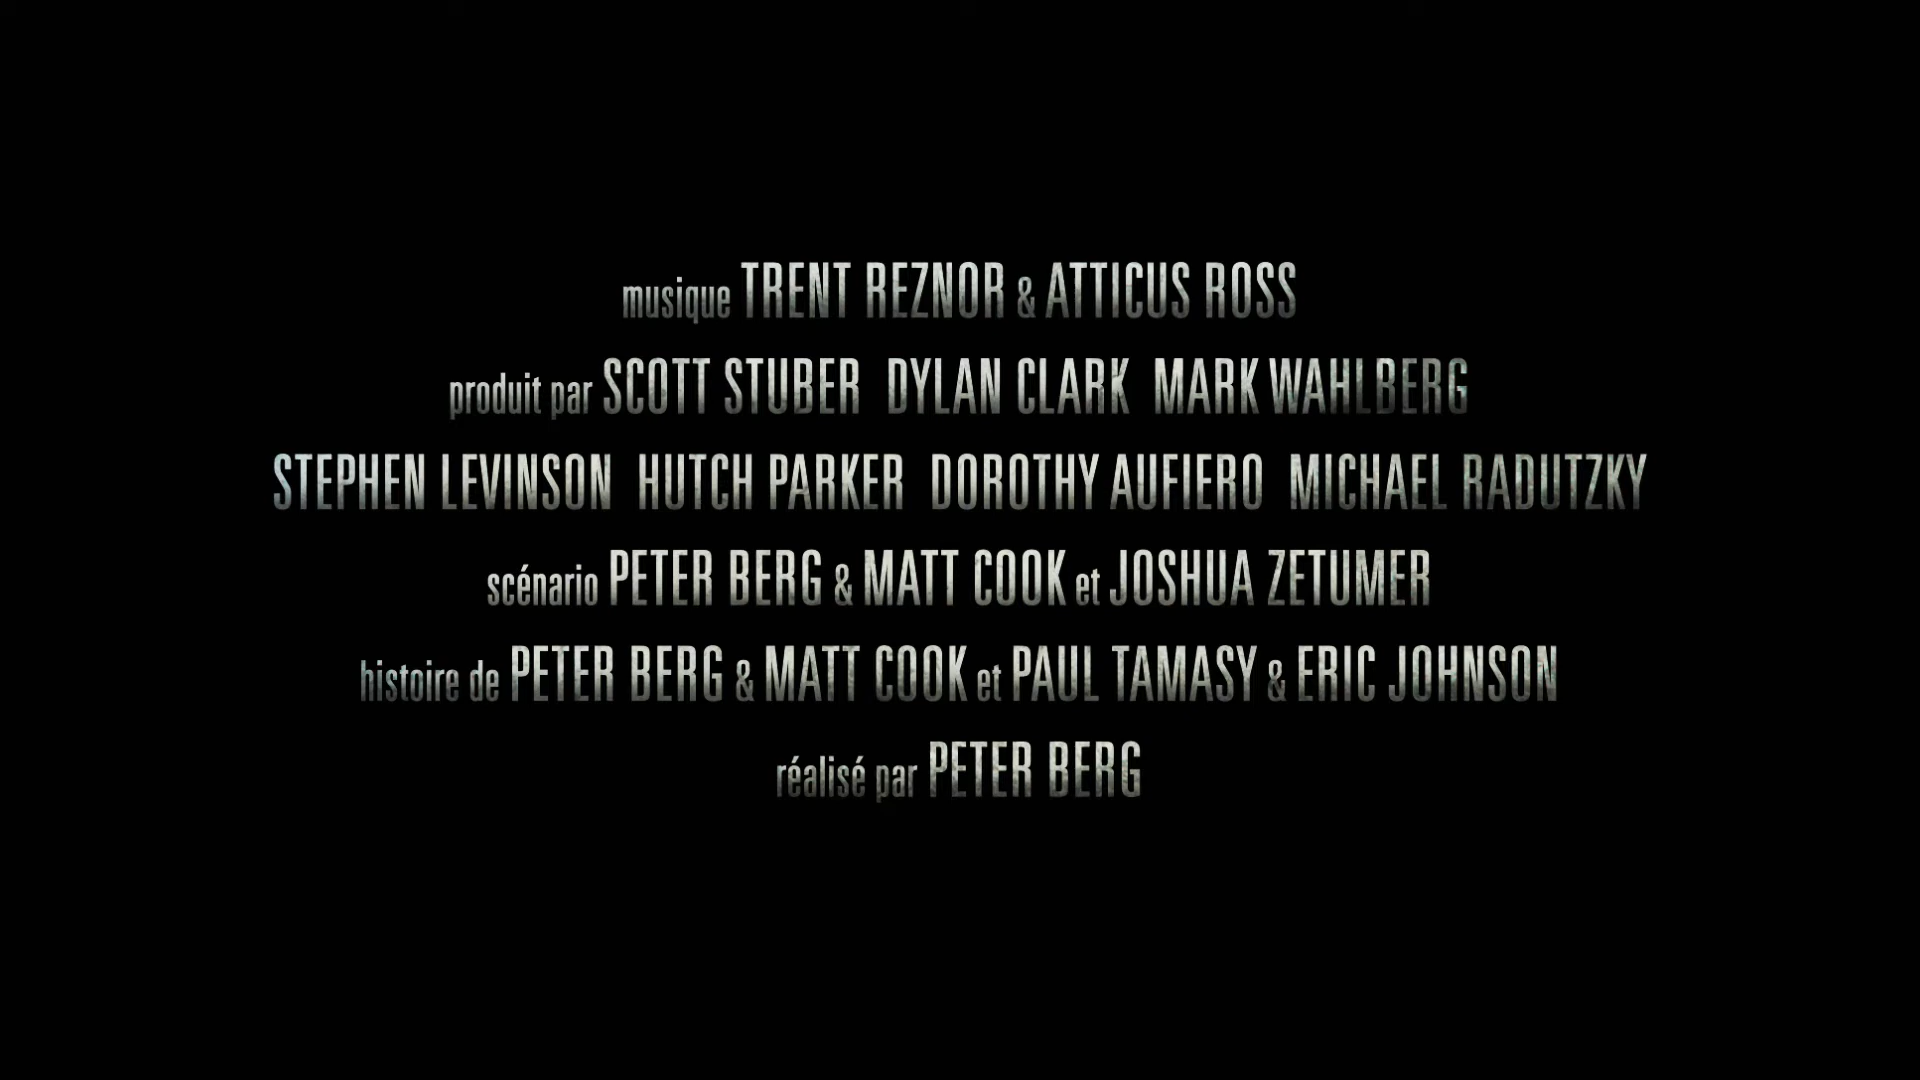 musique TRENT REZNOR & ATTICUS ROSS
produit par SCOTT STUBER DYLAN CLARK MARK WAHLBERG
STEPHEN LEVINSON HUTCH PARKER DOROTHY AUFIERO MICHAEL RADUTZKY
scénario PETER BERG & MATT COOK et JOSHUA ZETUMER
histoire de PETER BERG & MATT COOK et PAUL TAMASY & ERIC JOHNSON
réalisé par PETER BERG